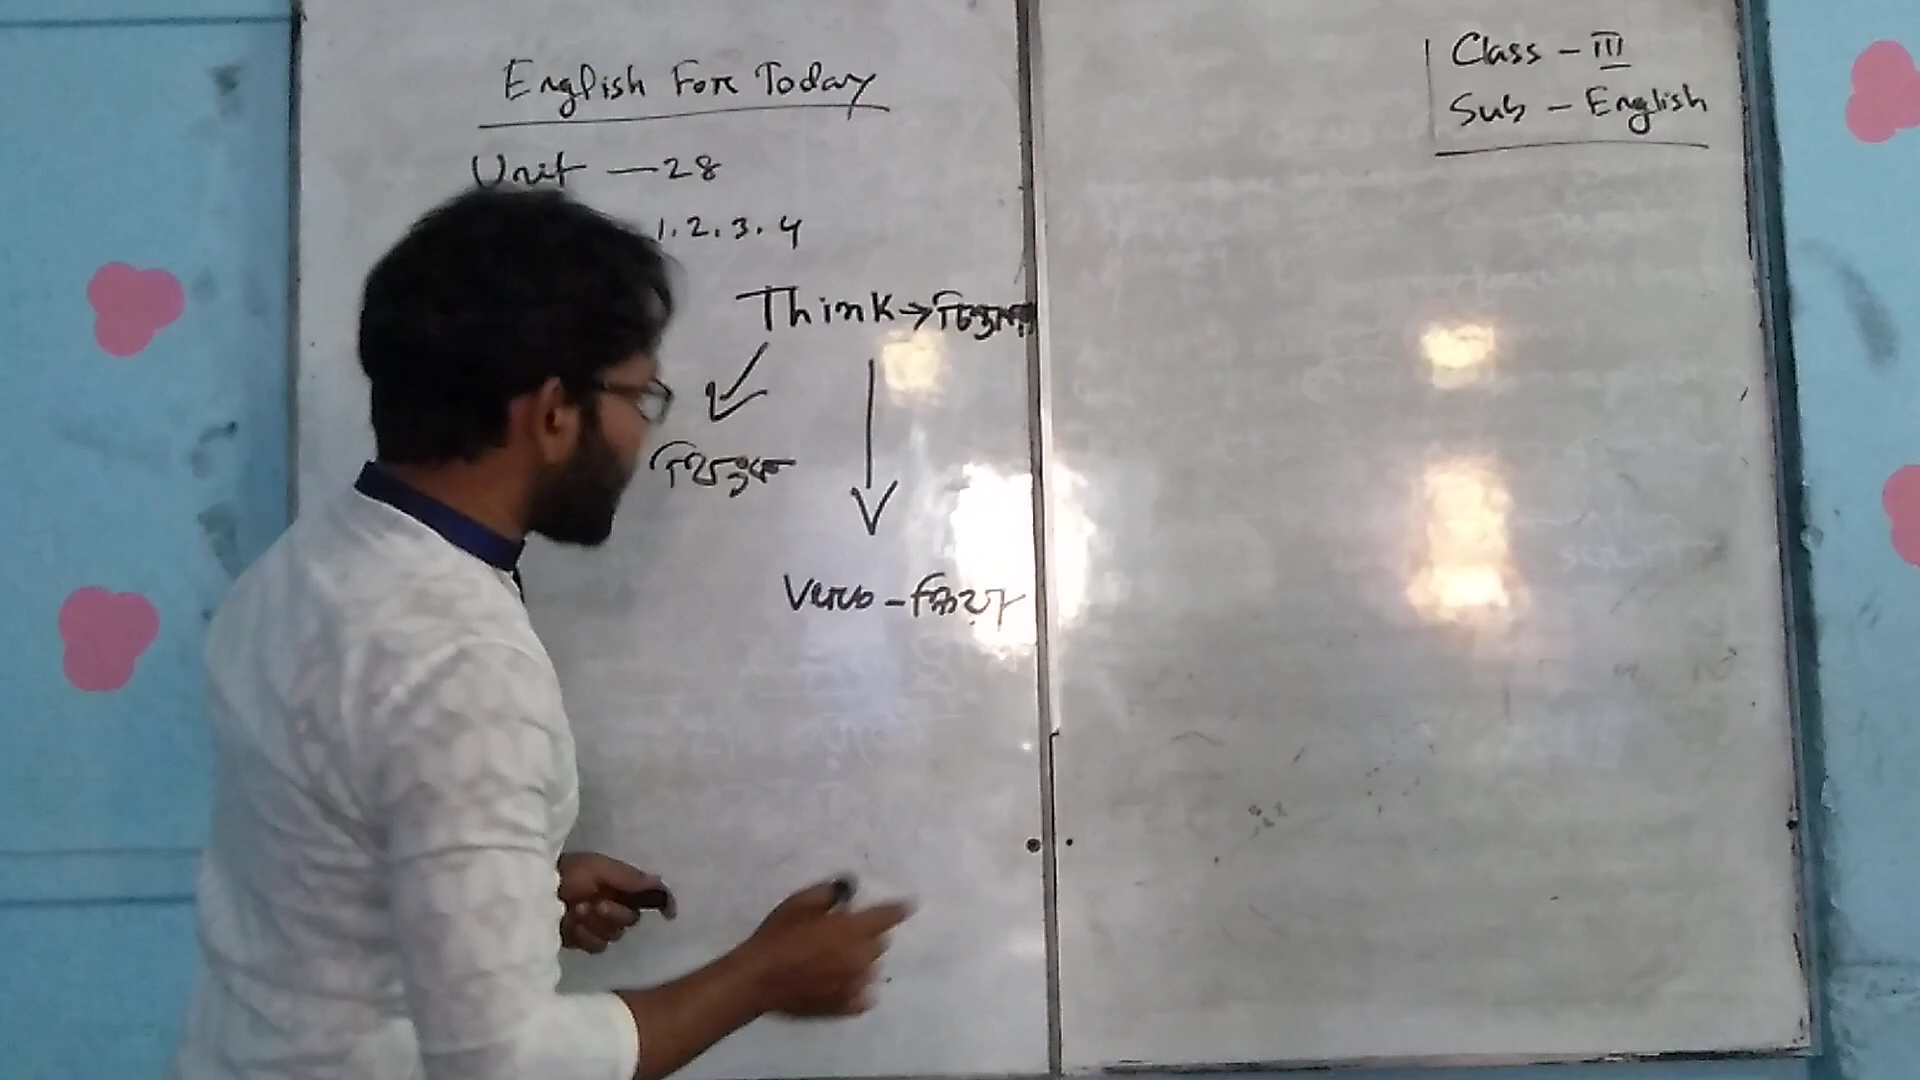 English For Today
Class - III
Sub - English
Unit - 28
1. 2. 3. 4
Think →
Verb - ক্রিয়া